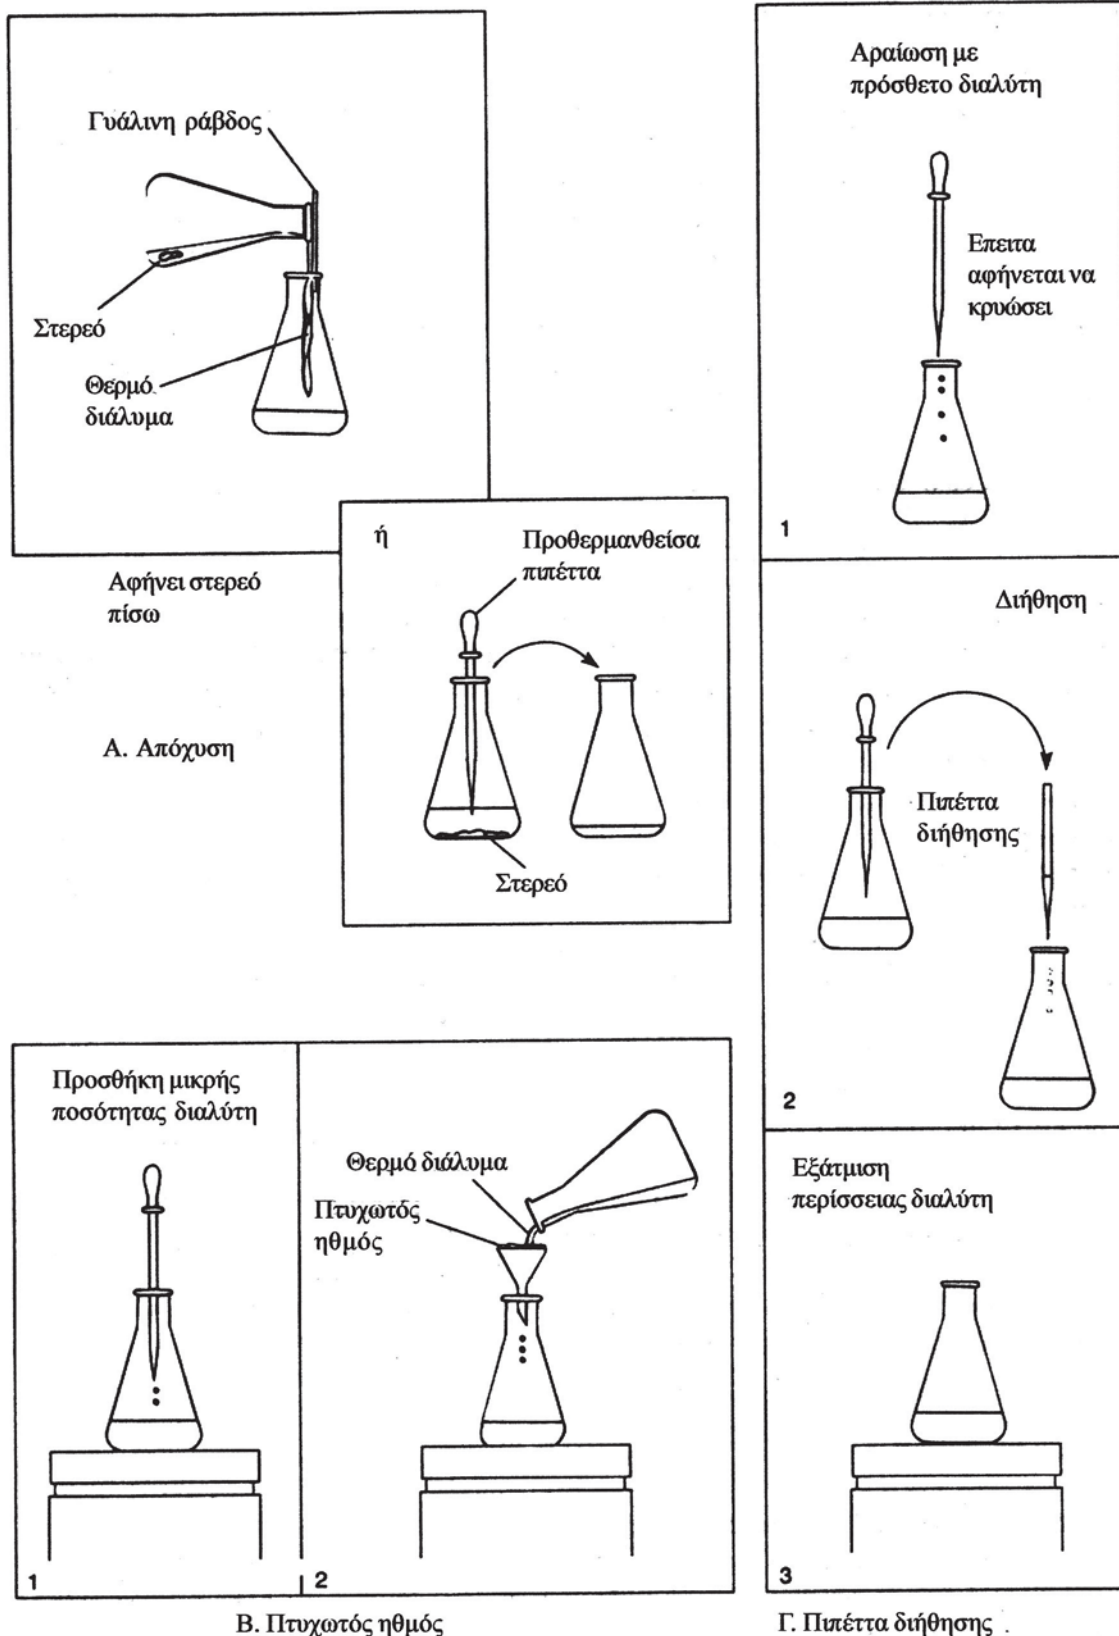 Γυάλινη ράβδος
Στερεό
Θερμό
διάλυμα
Αφήνει στερεό
πίσω
Α. Απόχυση
ή
Προθερμανθείσα
πιπέττα
Στερεό
Προσθήκη μικρής
ποσότητας διαλύτη
1
Θερμό διάλυμα
Πτυχωτός
ηθμός
2
Β. Πτυχωτός ηθμός
Αραίωση με
πρόσθετο διαλύτη
Επειτα
αφήνεται να
κρυώσει
1
Διήθηση
Πιπέττα
διήθησης
2
Εξάτμιση
περίσσειας διαλύτη
3
Γ. Πιπέττα διήθησης